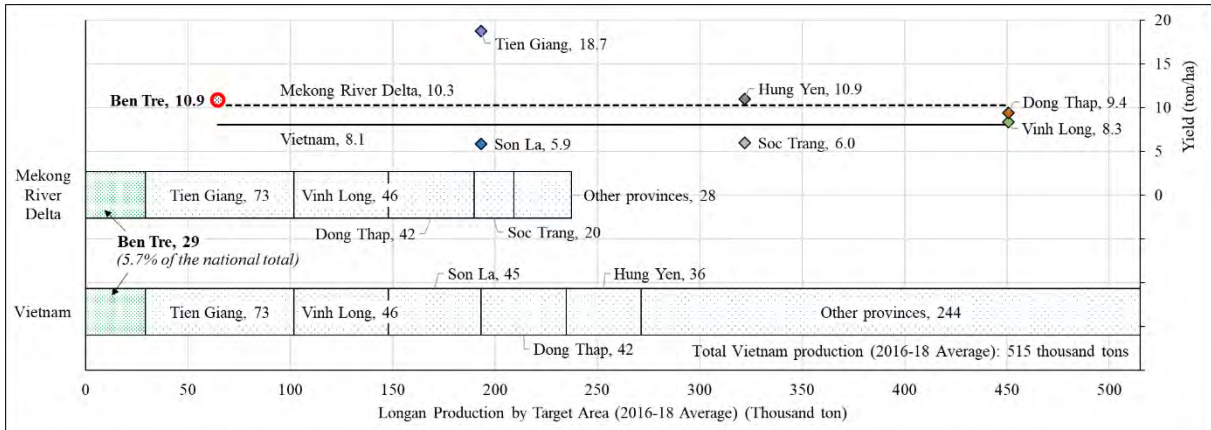 20
Tien Giang, 18.7
15
Mekong River Delta, 10.3
Hung Yen, 10.9
Ben Tre, 10.9
Dong Thap, 9.4
10
Vietnam, 8.1
Vinh Long, 8.3
Son La, 5.9
Soc Trang, 6.0
5
Yield (ton/ha)
Mekong
River
Delta
Tien Giang, 73
Vinh Long, 46
Other provinces, 28
0
Dong Thap, 42
Soc Trang, 20
Ben Tre, 29
(5.7% of the national total)
Son La, 45
Hung Yen, 36
Vietnam
Tien Giang, 73
Vinh Long, 46
Other provinces, 244
Dong Thap, 42
Total Vietnam production (2016-18 Average): 515 thousand tons
0 50 100 150 200 250 300 350 400 450 500
Longan Production by Target Area (2016-18 Average) (Thousand ton)